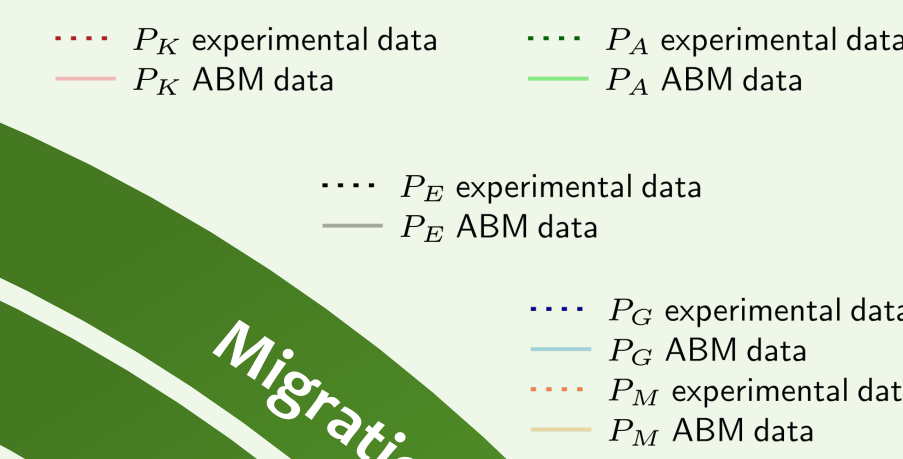 P_K experimental data
P_K ABM data
P_A experimental data
P_A ABM data
P_E experimental data
P_E ABM data
P_G experimental data
P_G ABM data
P_M experimental dat
P_M ABM data
Migratio